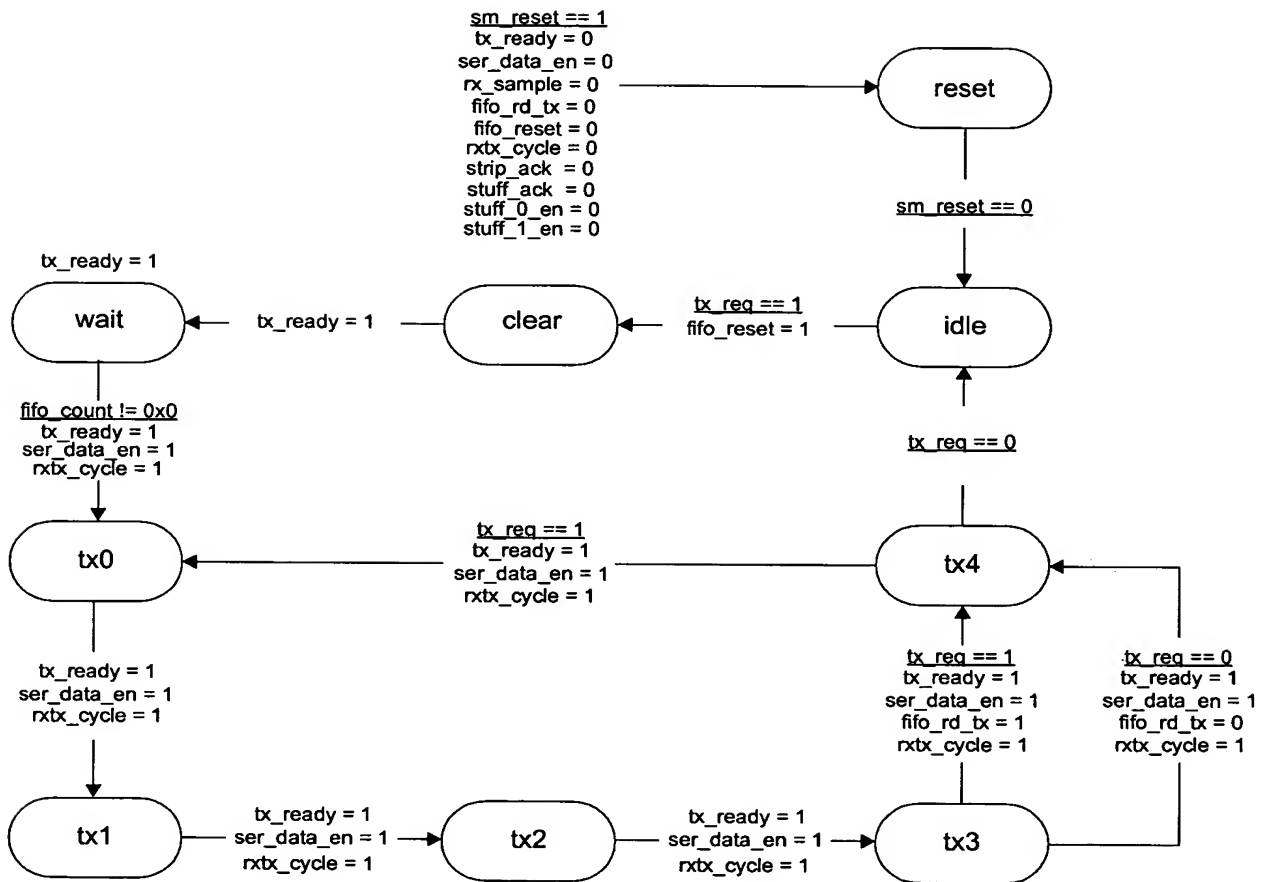 sm_reset == 1
tx_ready = 0
ser_data_en = 0
rx_sample = 0
fifo_rd_tx = 0
fifo_reset = 0
rxtx_cycle = 0
strip_ack = 0
stuff_ack = 0
stuff_0_en = 0
stuff_1_en = 0
reset
sm_reset == 0
tx_ready = 1
wait
tx_ready = 1
clear
tx_req == 1
fifo_reset = 1
idle
fifo_count != 0x0
tx_ready = 1
ser_data_en = 1
rxtx_cycle = 1
tx_req == 0
tx0
tx_req == 1
tx_ready = 1
ser_data_en = 1
rxtx_cycle = 1
tx4
tx_ready = 1
ser_data_en = 1
rxtx_cycle = 1
tx_req == 1
tx_ready = 1
ser_data_en = 1
fifo_rd_tx = 1
rxtx_cycle = 1
tx_req == 0
tx_ready = 1
ser_data_en = 1
fifo_rd_tx = 0
rxtx_cycle = 1
tx1
tx_ready = 1
ser_data_en = 1
rxtx_cycle = 1
tx2
tx_ready = 1
ser_data_en = 1
rxtx_cycle = 1
tx3